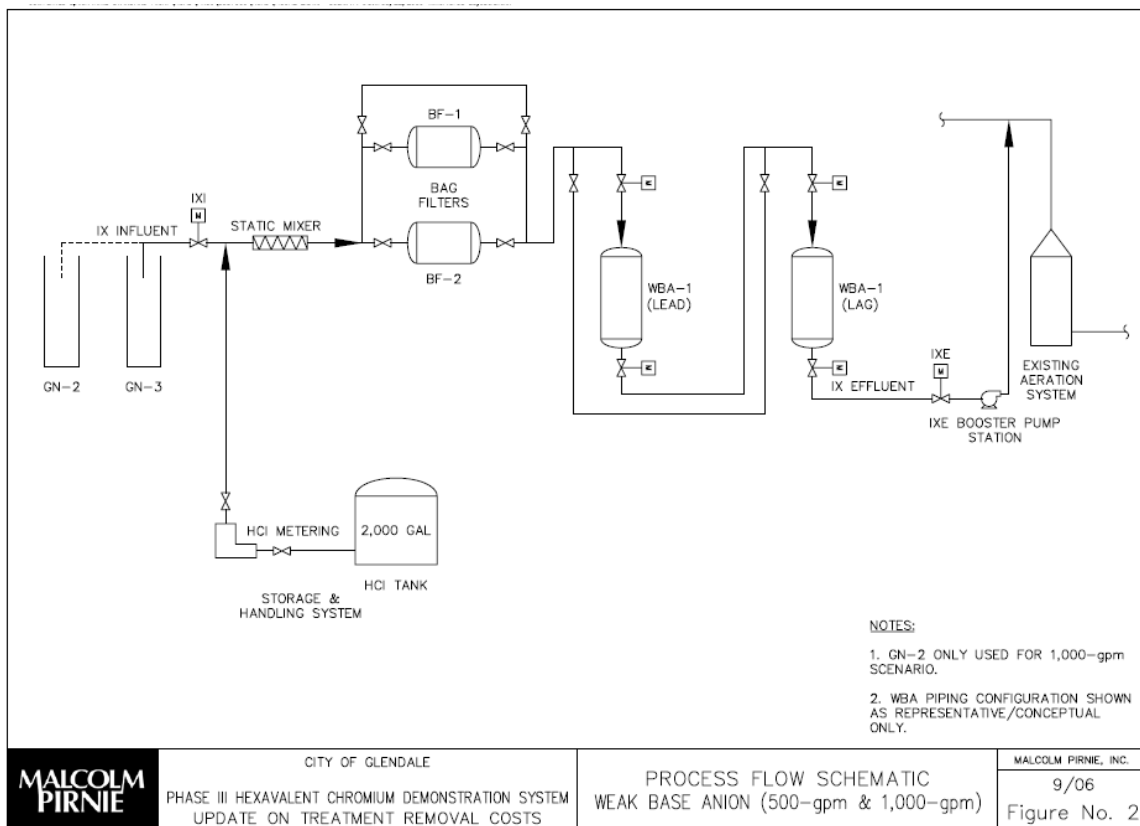 BF-1
BAG
FILTERS
BF-2
IXI
M
IX INFLUENT
STATIC MIXER
GN-2
GN-3
WBA-1
(LEAD)
WBA-1
(LAG)
IX EFFLUENT
IXE
M
IXE BOOSTER PUMP
STATION
EXISTING
AERATION
SYSTEM
HCl METERING
2,000 GAL
HCl TANK
STORAGE &
HANDLING SYSTEM
NOTES:
1. GN-2 ONLY USED FOR 1,000-gpm
SCENARIO.
2. WBA PIPING CONFIGURATION SHOWN
AS REPRESENTATIVE/CONCEPTUAL
ONLY.
MALCOLM
PIRNIE
CITY OF GLENDALE
PHASE III HEXAVALENT CHROMIUM DEMONSTRATION SYSTEM
UPDATE ON TREATMENT REMOVAL COSTS
PROCESS FLOW SCHEMATIC
WEAK BASE ANION (500-gpm & 1,000-gpm)
MALCOLM PIRNIE, INC.
9/06
Figure No. 2